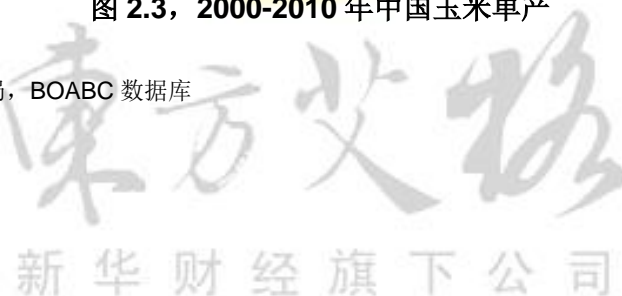 图 2.3，2000-2010 年中国玉米单产
局，BOABC 数据库
東方艾格
新华财经旗下公司